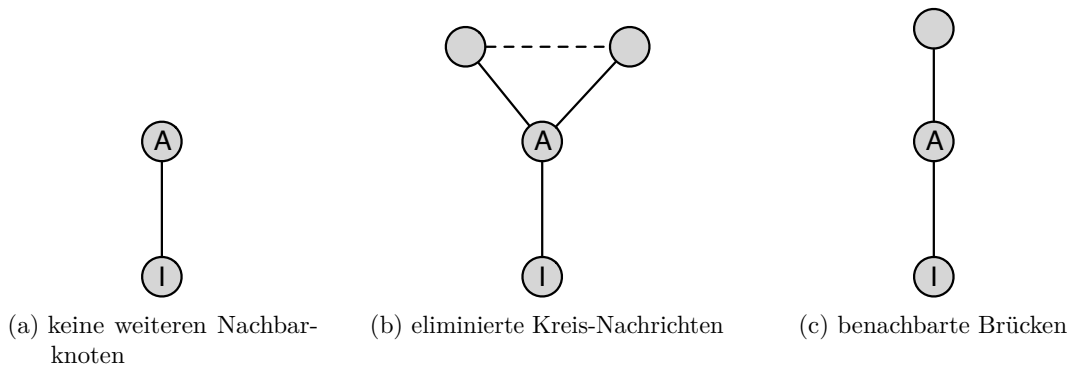 A
I
(a) keine weiteren Nachbar-
knoten
A
I
(b) eliminierte Kreis-Nachrichten
A
I
(c) benachbarte Brücken